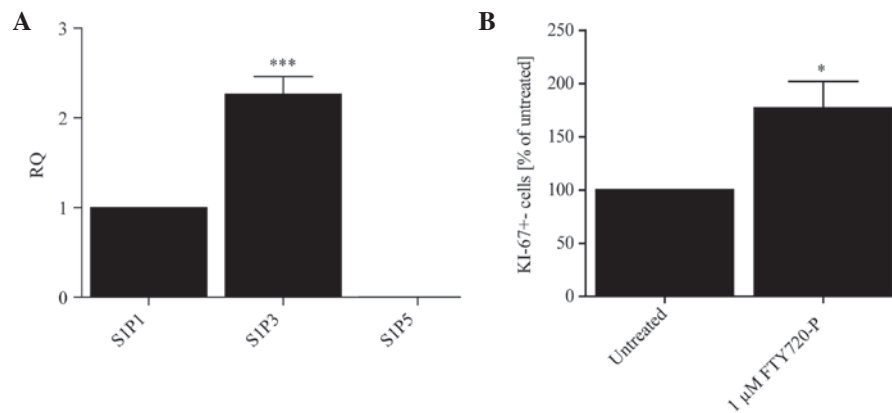 A
RQ
3
2
1
0
***
S1P1
S1P3
S1P5
B
KI-67+- cells [% of untreated]
250
200
150
100
50
0
*
Untreated
1 µM FTY720-P